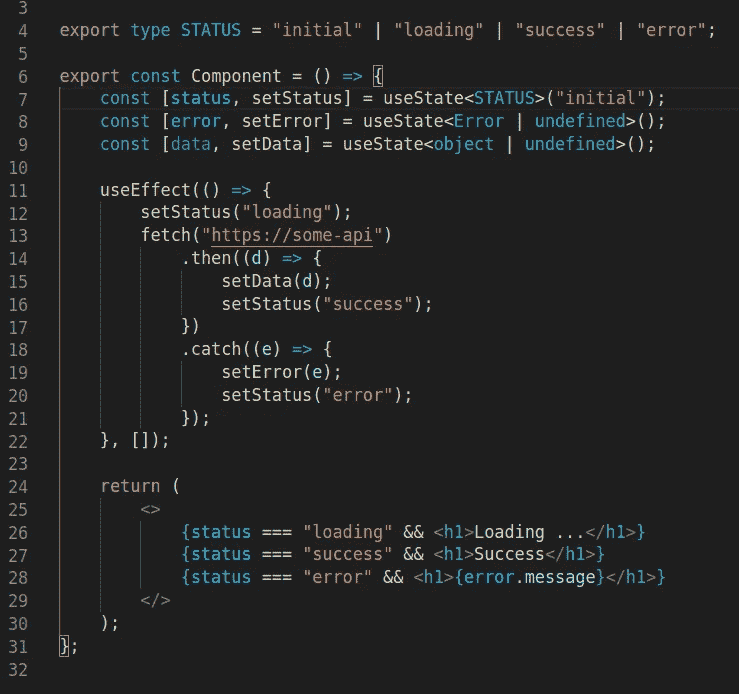 3
4 export type STATUS = "initial" | "loading" | "success" | "error";
5
6 export const Component = () => {
7     const [status, setStatus] = useState<STATUS>("initial");
8     const [error, setError] = useState<Error | undefined>();
9     const [data, setData] = useState<object | undefined>();
10
11     useEffect(() => {
12         setStatus("loading");
13         fetch("https://some-api")
14             .then((d) => {
15                 setData(d);
16                 setStatus("success");
17             })
18             .catch((e) => {
19                 setError(e);
20                 setStatus("error");
21             });
22     }, []);
23
24     return (
25         <>
26             {status === "loading" && <h1>Loading ...</h1>}
27             {status === "success" && <h1>Success</h1>}
28             {status === "error" && <h1>{error.message}</h1>}
29         </>
30     );
31 };
32